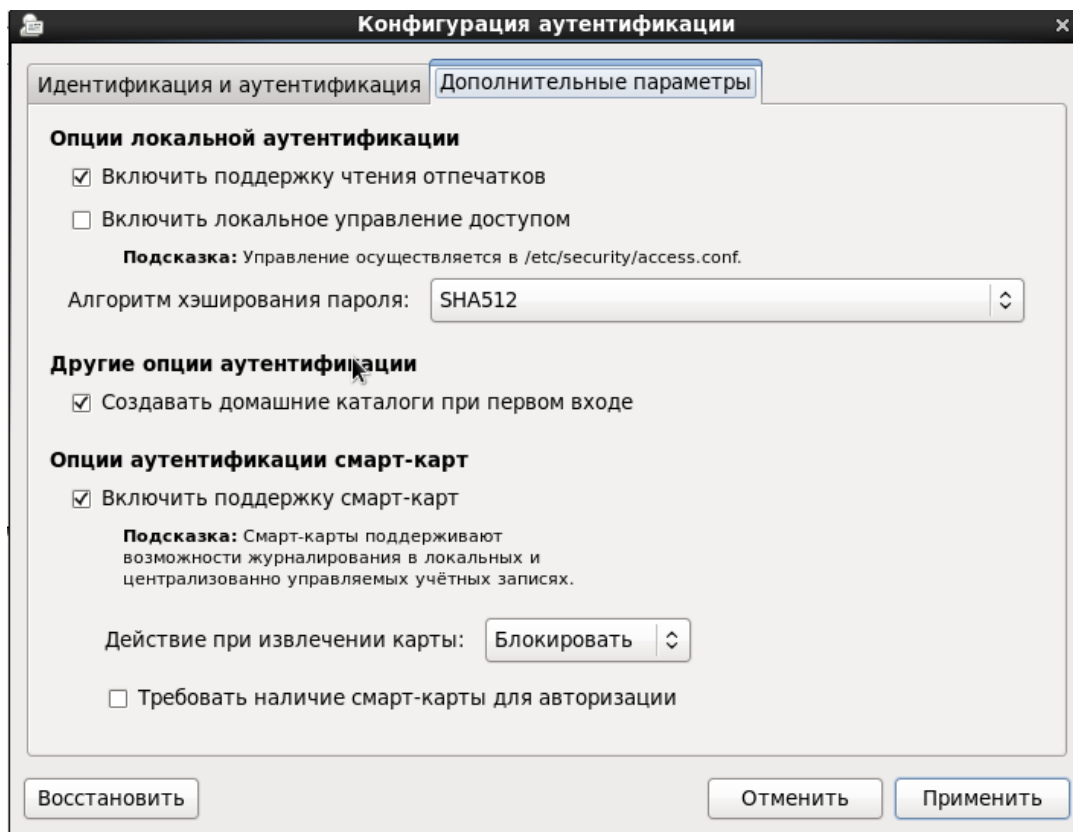 Конфигурация аутентификации
Идентификация и аутентификация
Дополнительные параметры
Опции локальной аутентификации
Включить поддержку чтения отпечатков
Включить локальное управление доступом
Подсказка: Управление осуществляется в /etc/security/access.conf.
Алгоритм хэширования пароля: SHA512
Другие опции аутентификации
Создавать домашние каталоги при первом входе
Опции аутентификации смарт-карт
Включить поддержку смарт-карт
Подсказка: Смарт-карты поддерживают
возможности журналирования в локальных и
централизованно управляемых учётных записях.
Действие при извлечении карты: Блокировать
Требовать наличие смарт-карты для авторизации
Восстановить Отменить Применить